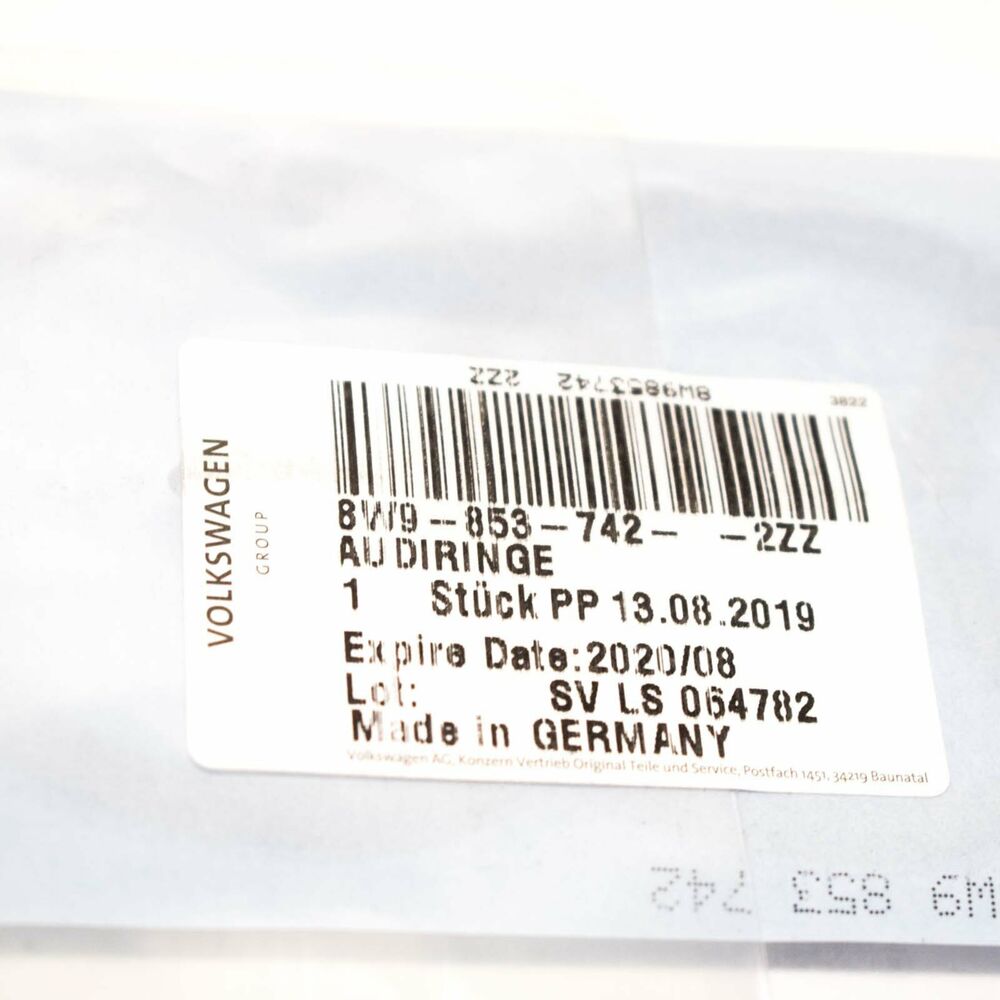 8W9853742 2ZZ
3822
VOLKSWAGEN
GROUP
8W9-853-742- -2ZZ
AUDIRINGE
1 Stück PP 13.08.2019
Expire Date:2020/08
Lot: SV LS 064782
Made in GERMANY
Volkswagen AG, Konzern Vertrieb Original Teile und Service, Postfach 1451, 34219 Baunatal
W9 853 742